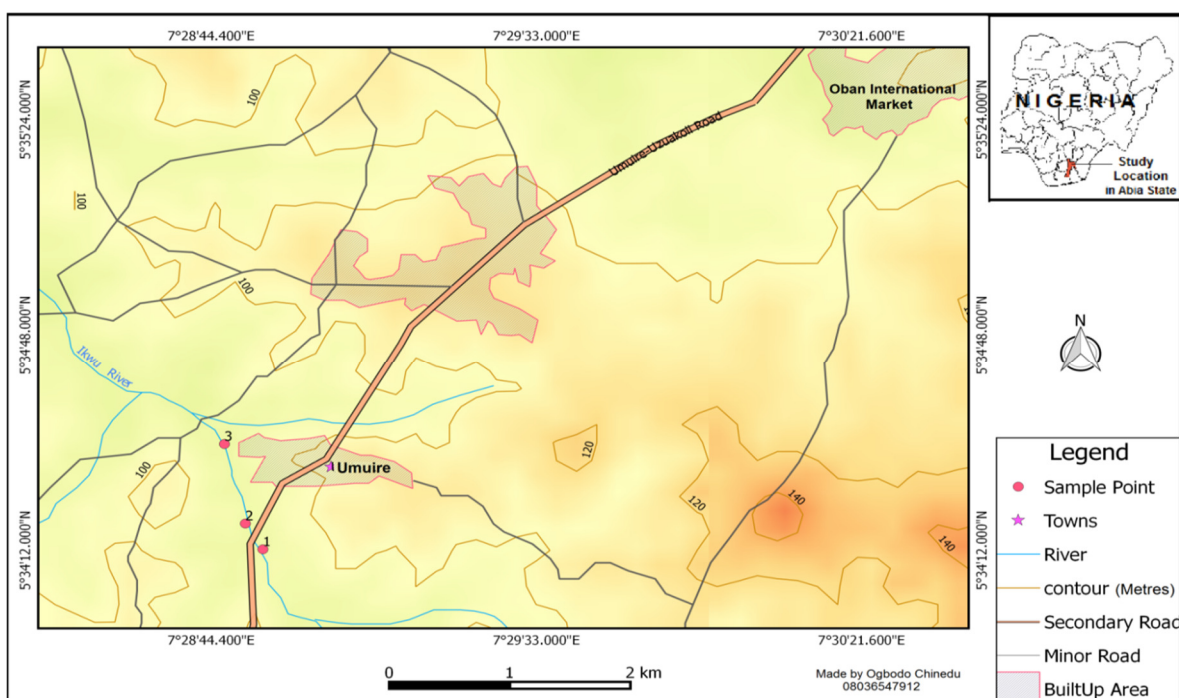 7°28'44.400"E
7°29'33.000"E
7°30'21.600"E
5°35'24.000"N
5°34'48.000"N
5°34'12.000"N
100
Oban International
Market
Umuire-Uzuakoli Road
100
100
Ikwu River
3
Umuire
100
2
1
120
120
140
140
5°35'24.000"N
5°34'48.000"N
5°34'12.000"N
7°28'44.400"E
7°29'33.000"E
7°30'21.600"E
0 1 2 km
Made by Ogbodo Chinedu
08036547912
NIGERIA
Study
Location
in Abia State
N
Legend
Sample Point
Towns
River
contour (Metres)
Secondary Road
Minor Road
BuiltUp Area